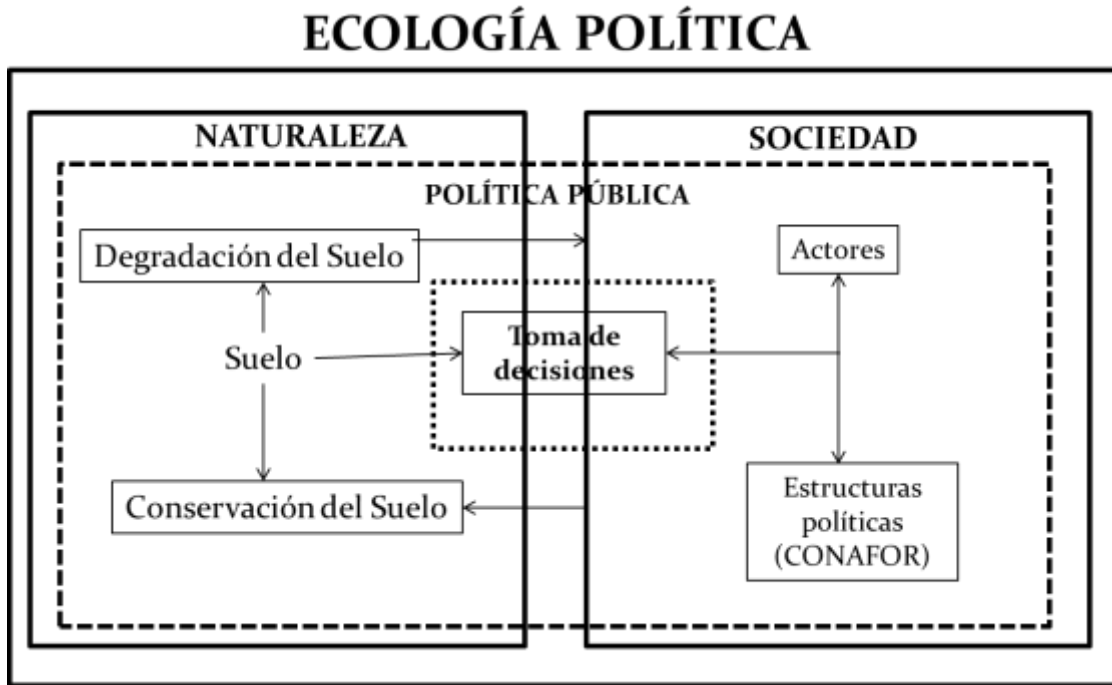 ECOLOGÍA POLÍTICA
NATURALEZA
SOCIEDAD
POLÍTICA PÚBLICA
Degradación del Suelo
Actores
Toma de
decisiones
Suelo
Conservación del Suelo
Estructuras
políticas
(CONAFOR)